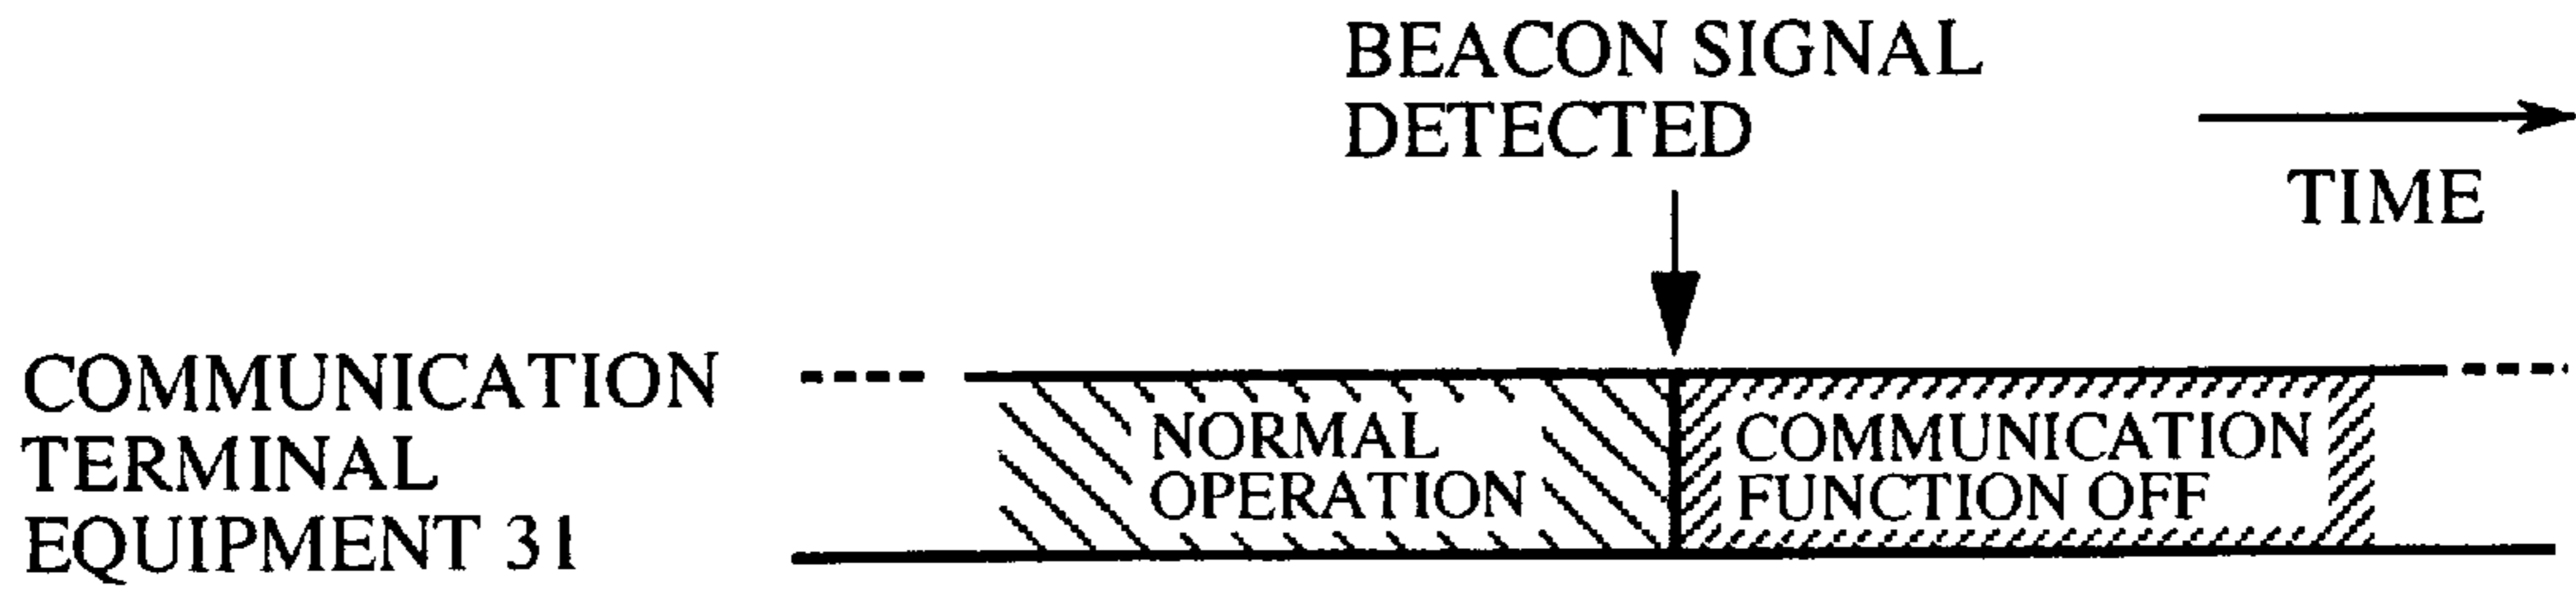 BEACON SIGNAL
DETECTED
TIME
COMMUNICATION
TERMINAL
EQUIPMENT 31
NORMAL
OPERATION
COMMUNICATION
FUNCTION OFF